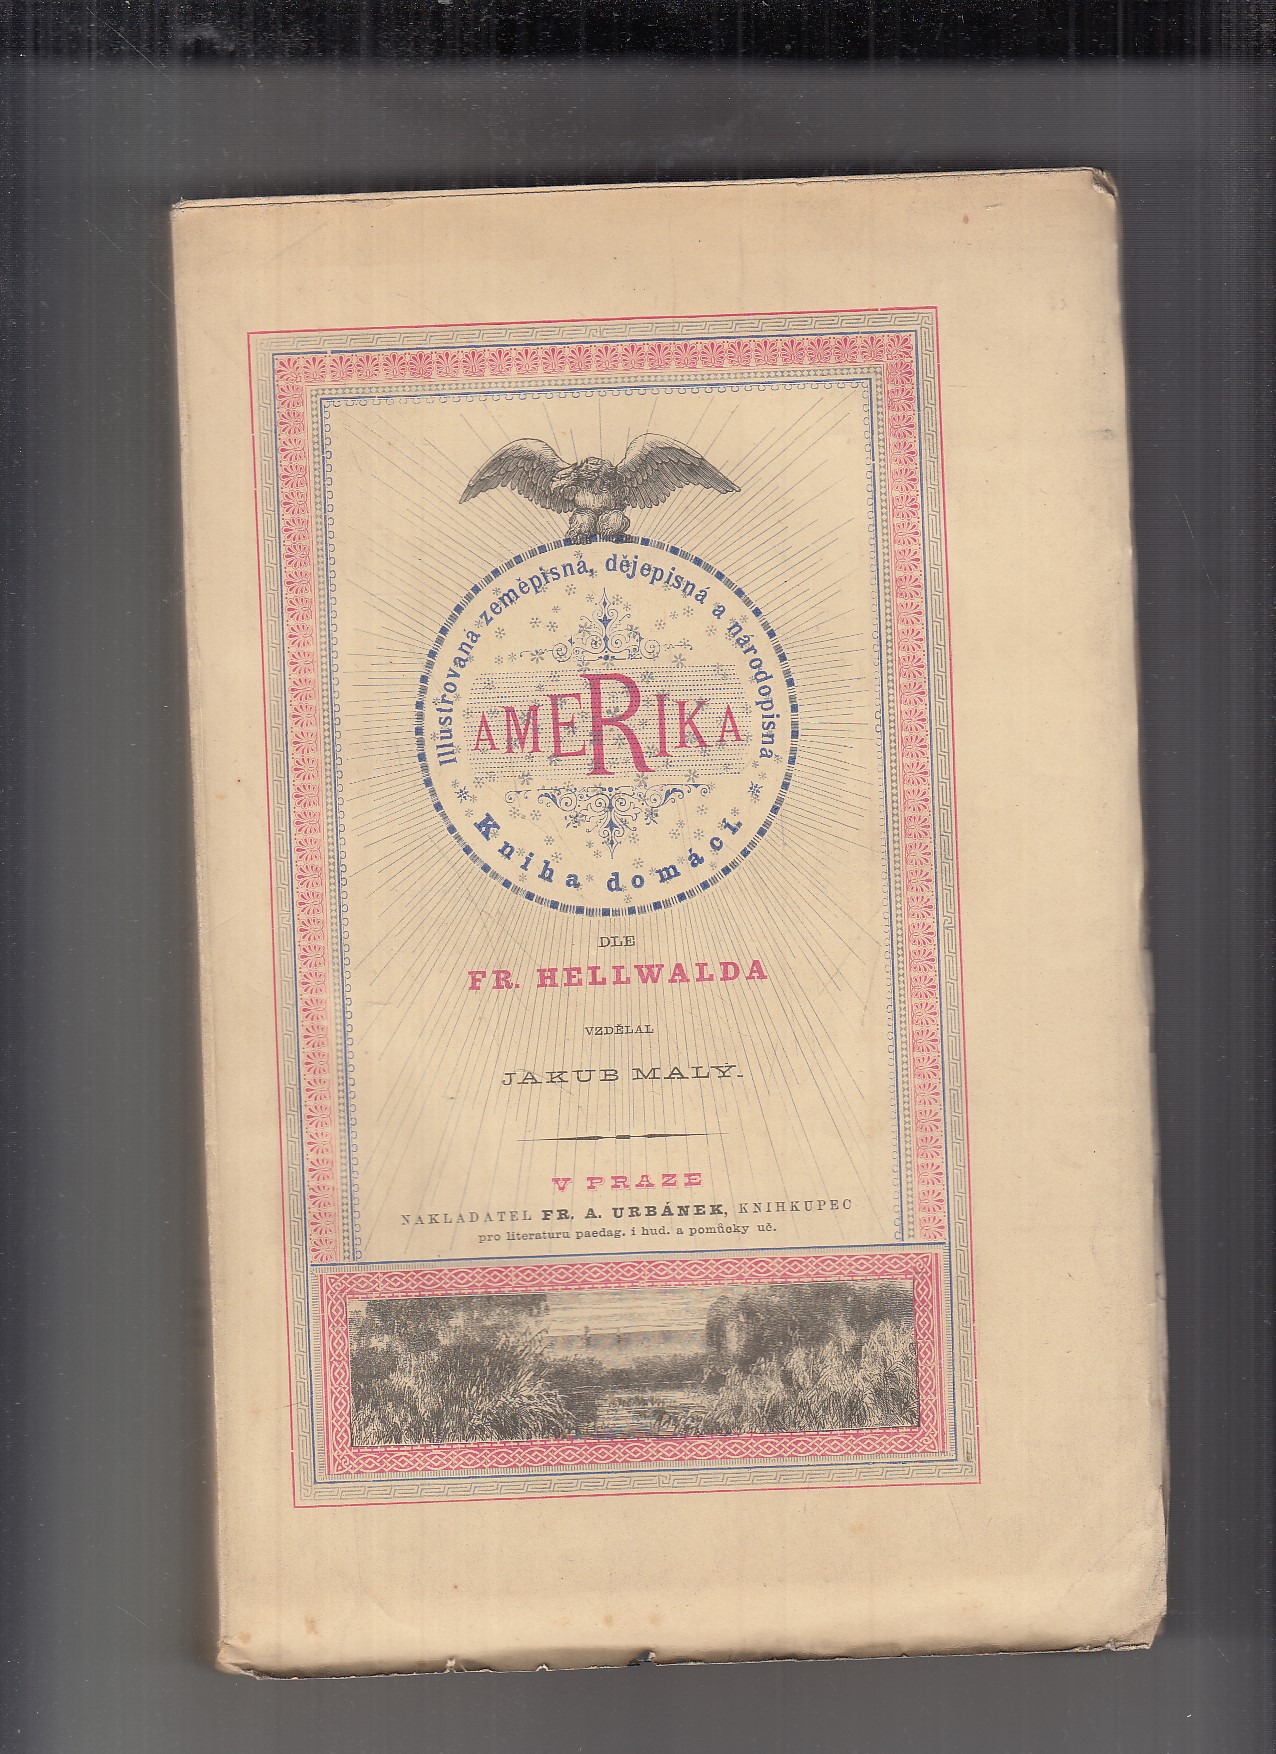 Illustrovaná zeměpisná, dějepisná a národopisná
AMERIKA
Kniha domácí.
DLE
FR. HELLWALDA
VZDĚLAL
JAKUB MALÝ.
V PRAZE
NAKLADATEL FR. A. URBÁNEK, KNIHKUPEC
pro literaturu paedag. i hud. a pomůcky uč.